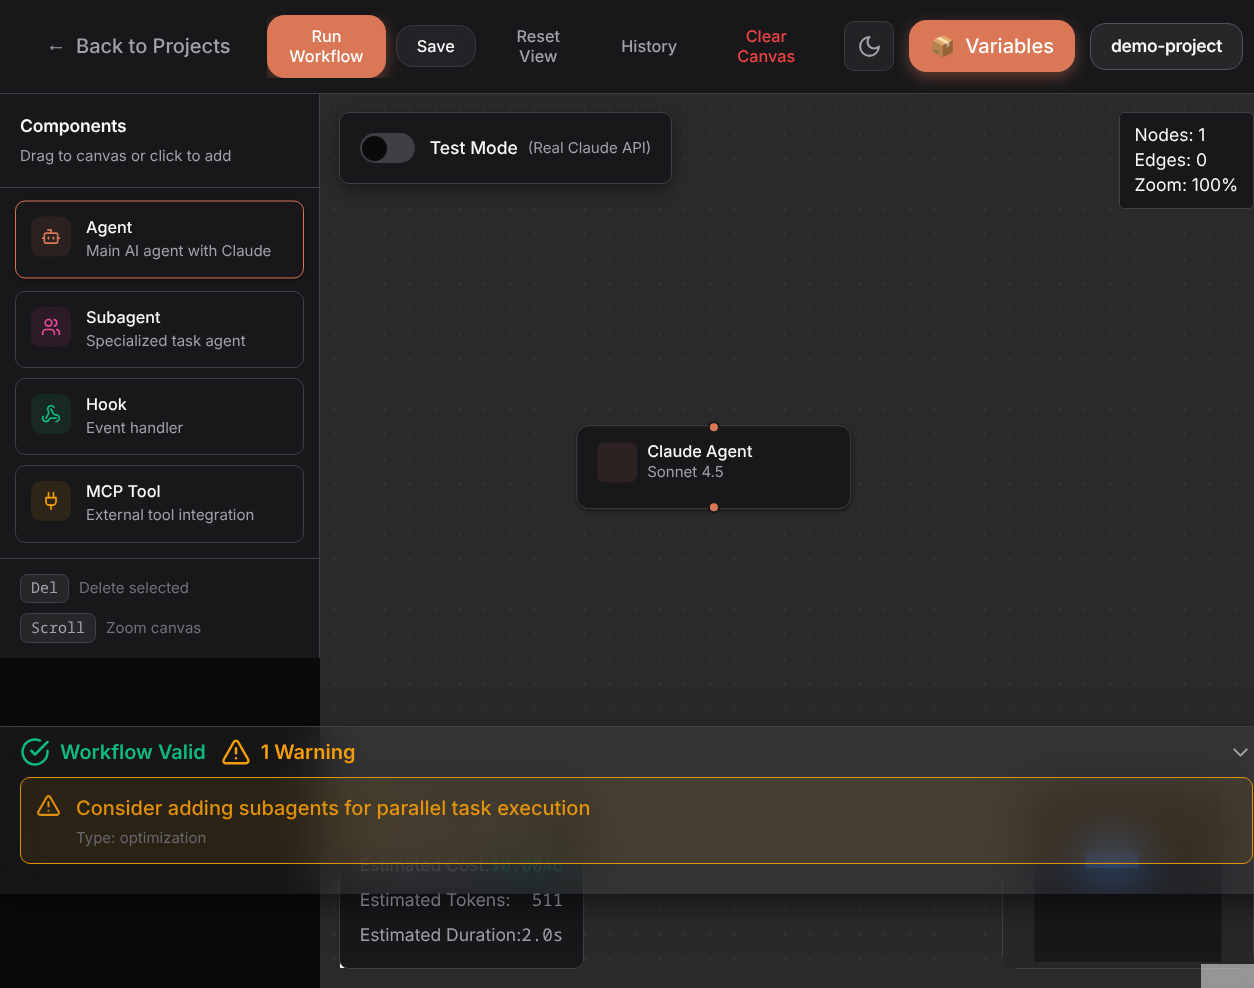 ← Back to Projects
Run
Workflow
Save
Reset
View
History
Clear
Canvas
Variables
demo-project
Components
Drag to canvas or click to add
Agent
Main AI agent with Claude
Subagent
Specialized task agent
Hook
Event handler
MCP Tool
External tool integration
Del Delete selected
Scroll Zoom canvas
Test Mode (Real Claude API)
Nodes: 1
Edges: 0
Zoom: 100%
Claude Agent
Sonnet 4.5
Workflow Valid 1 Warning
Consider adding subagents for parallel task execution
Type: optimization
Estimated Cost:$0.0046
Estimated Tokens: 511
Estimated Duration:2.0s